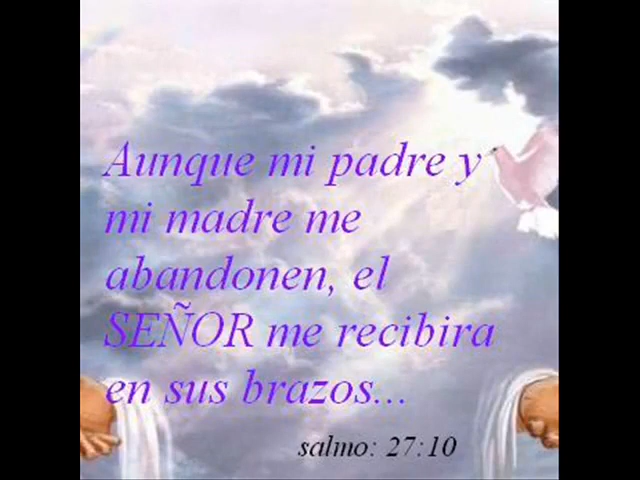 Aunque mi padre y
mi madre me
abandonen, el
SEÑOR me recibira
en sus brazos...
salmo: 27:10